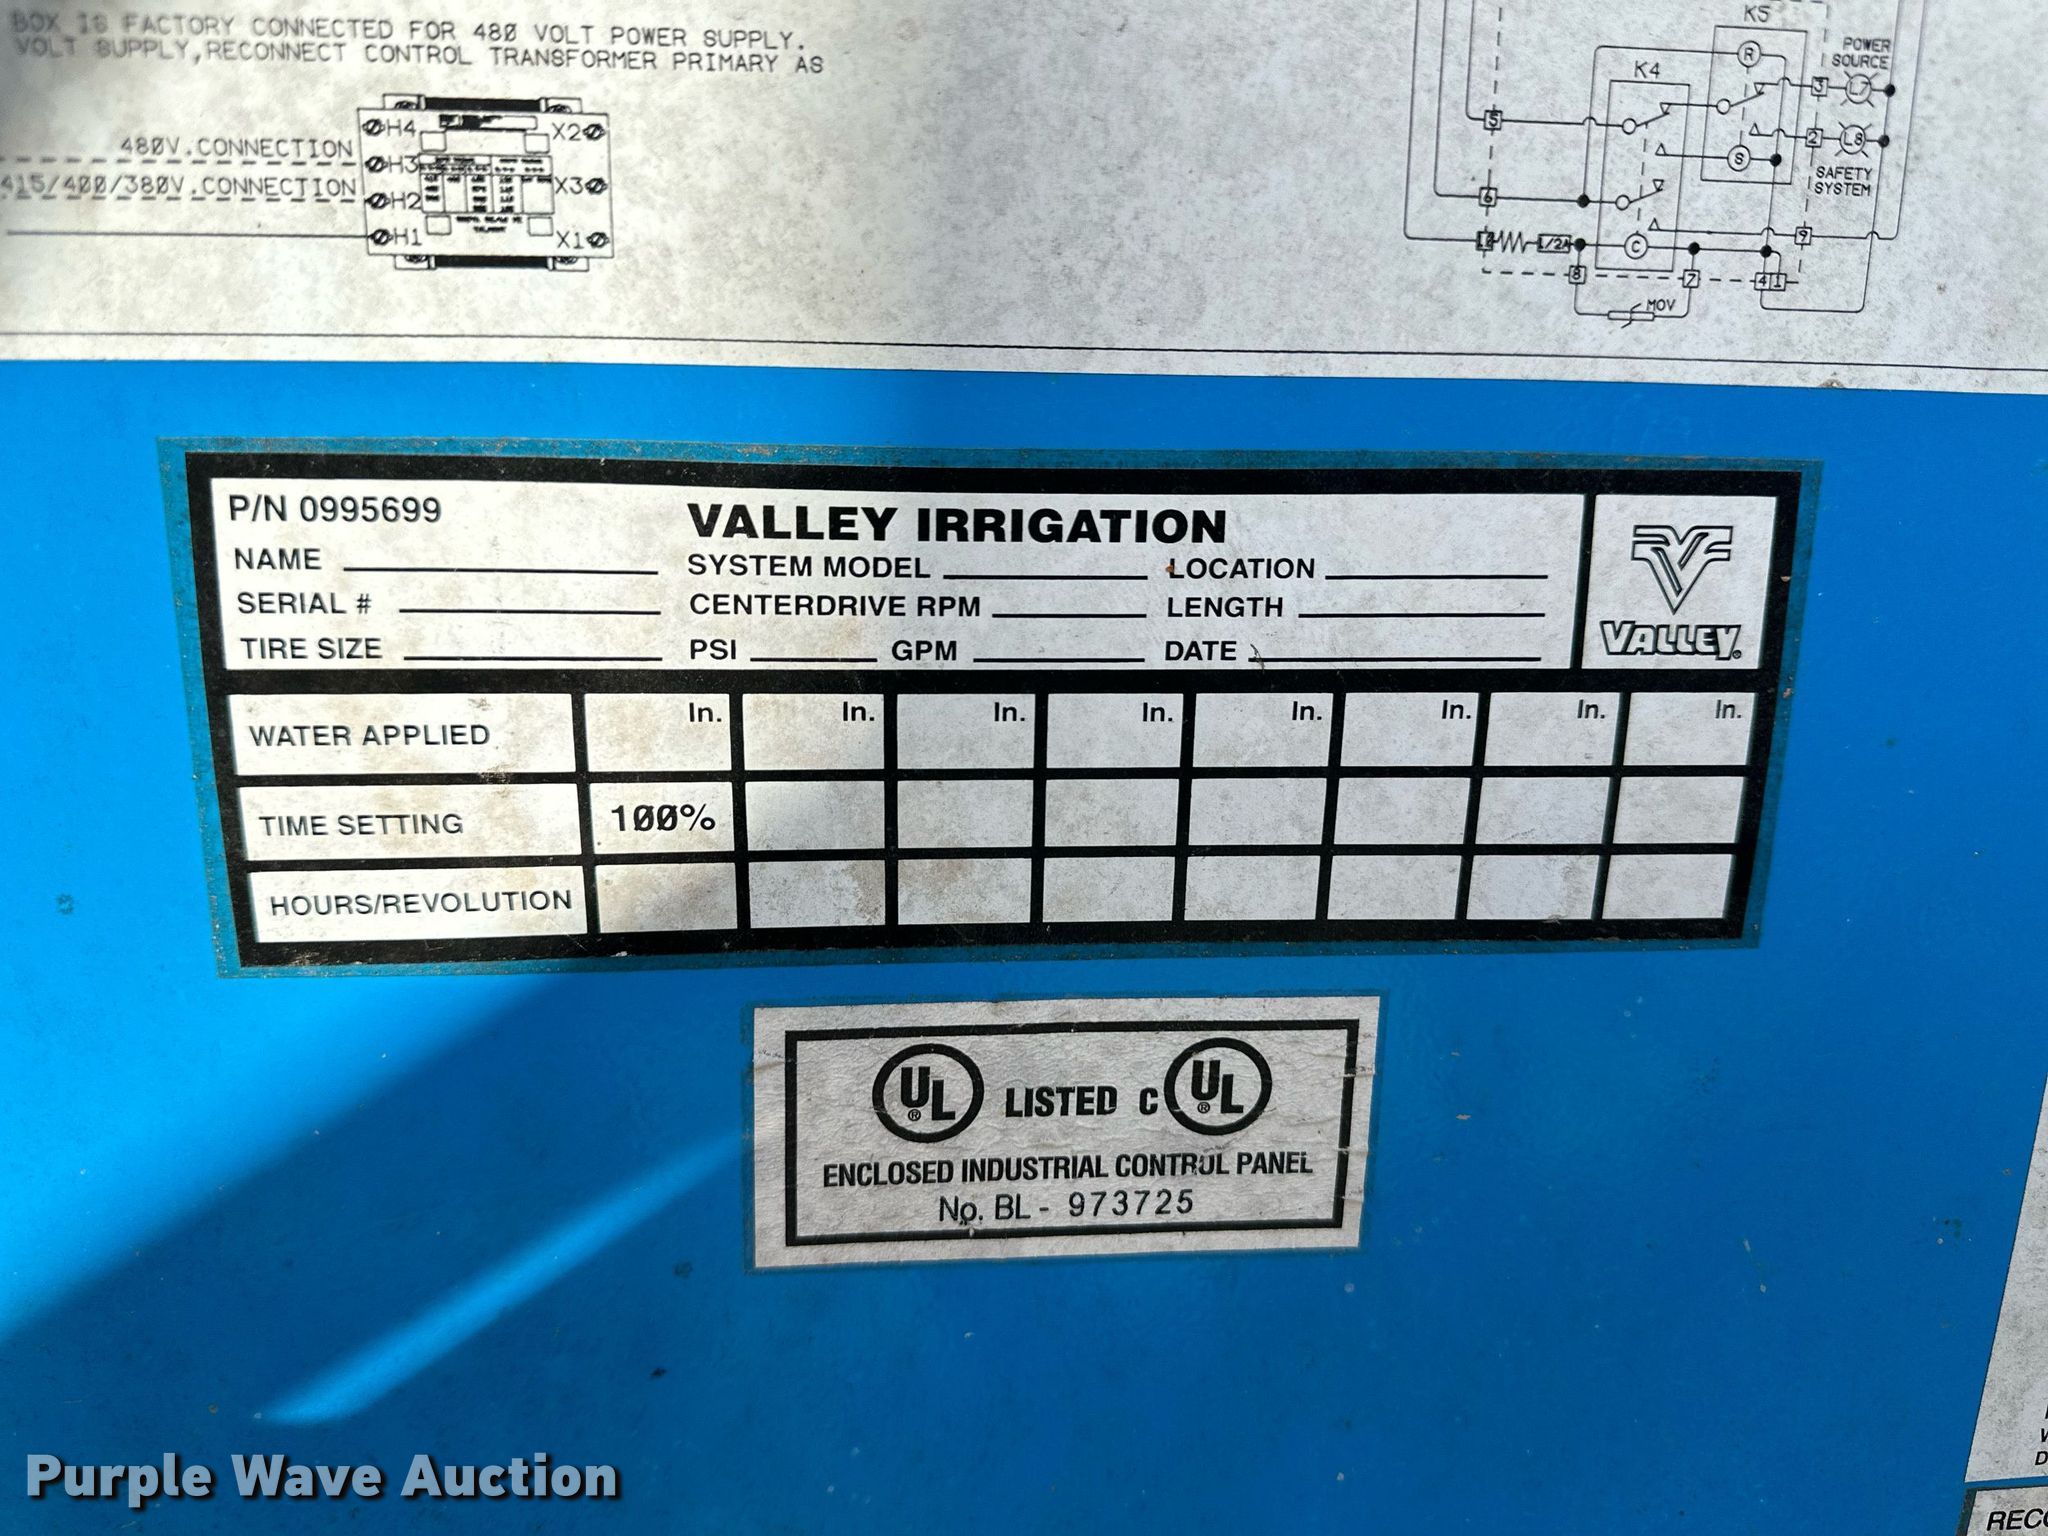 BOX IS FACTORY CONNECTED FOR 480 VOLT POWER SUPPLY.
VOLT SUPPLY, RECONNECT CONTROL TRANSFORMER PRIMARY AS
480V. CONNECTION
415/400/380V. CONNECTION
H4
H3
H2
H1
X2
X3
X1
K5
K4
R
S
C
POWER
SOURCE
L7
L8
SAFETY
SYSTEM
5
6
10
1/2A
8
7
4
1
3
2
9
MOV
P/N 0995699
VALLEY IRRIGATION
NAME
SYSTEM MODEL
LOCATION
SERIAL #
CENTERDRIVE RPM
LENGTH
TIRE SIZE
PSI
GPM
DATE
VALLEY®
WATER APPLIED
In. In. In. In. In. In. In. In.
TIME SETTING
100%
HOURS/REVOLUTION
UL® LISTED C UL®
ENCLOSED INDUSTRIAL CONTROL PANEL
No. BL - 973725
Purple Wave Auction